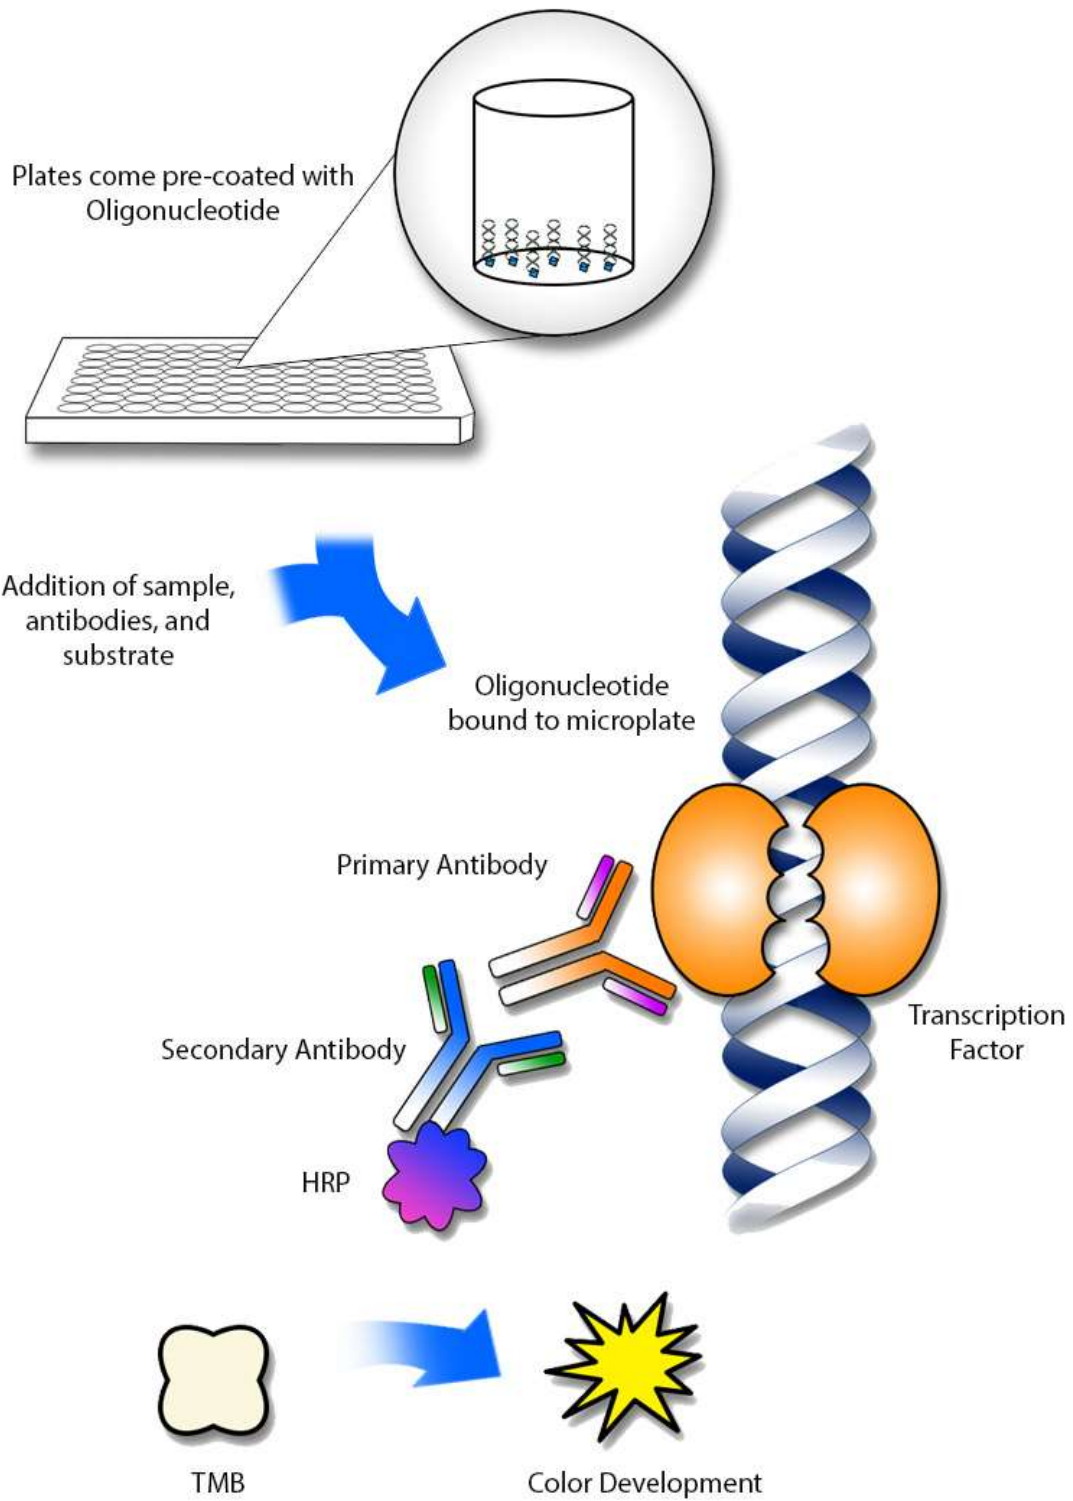 Plates come pre-coated with
Oligonucleotide
Addition of sample,
antibodies, and
substrate
Oligonucleotide
bound to microplate
Primary Antibody
Transcription
Factor
Secondary Antibody
HRP
TMB
Color Development